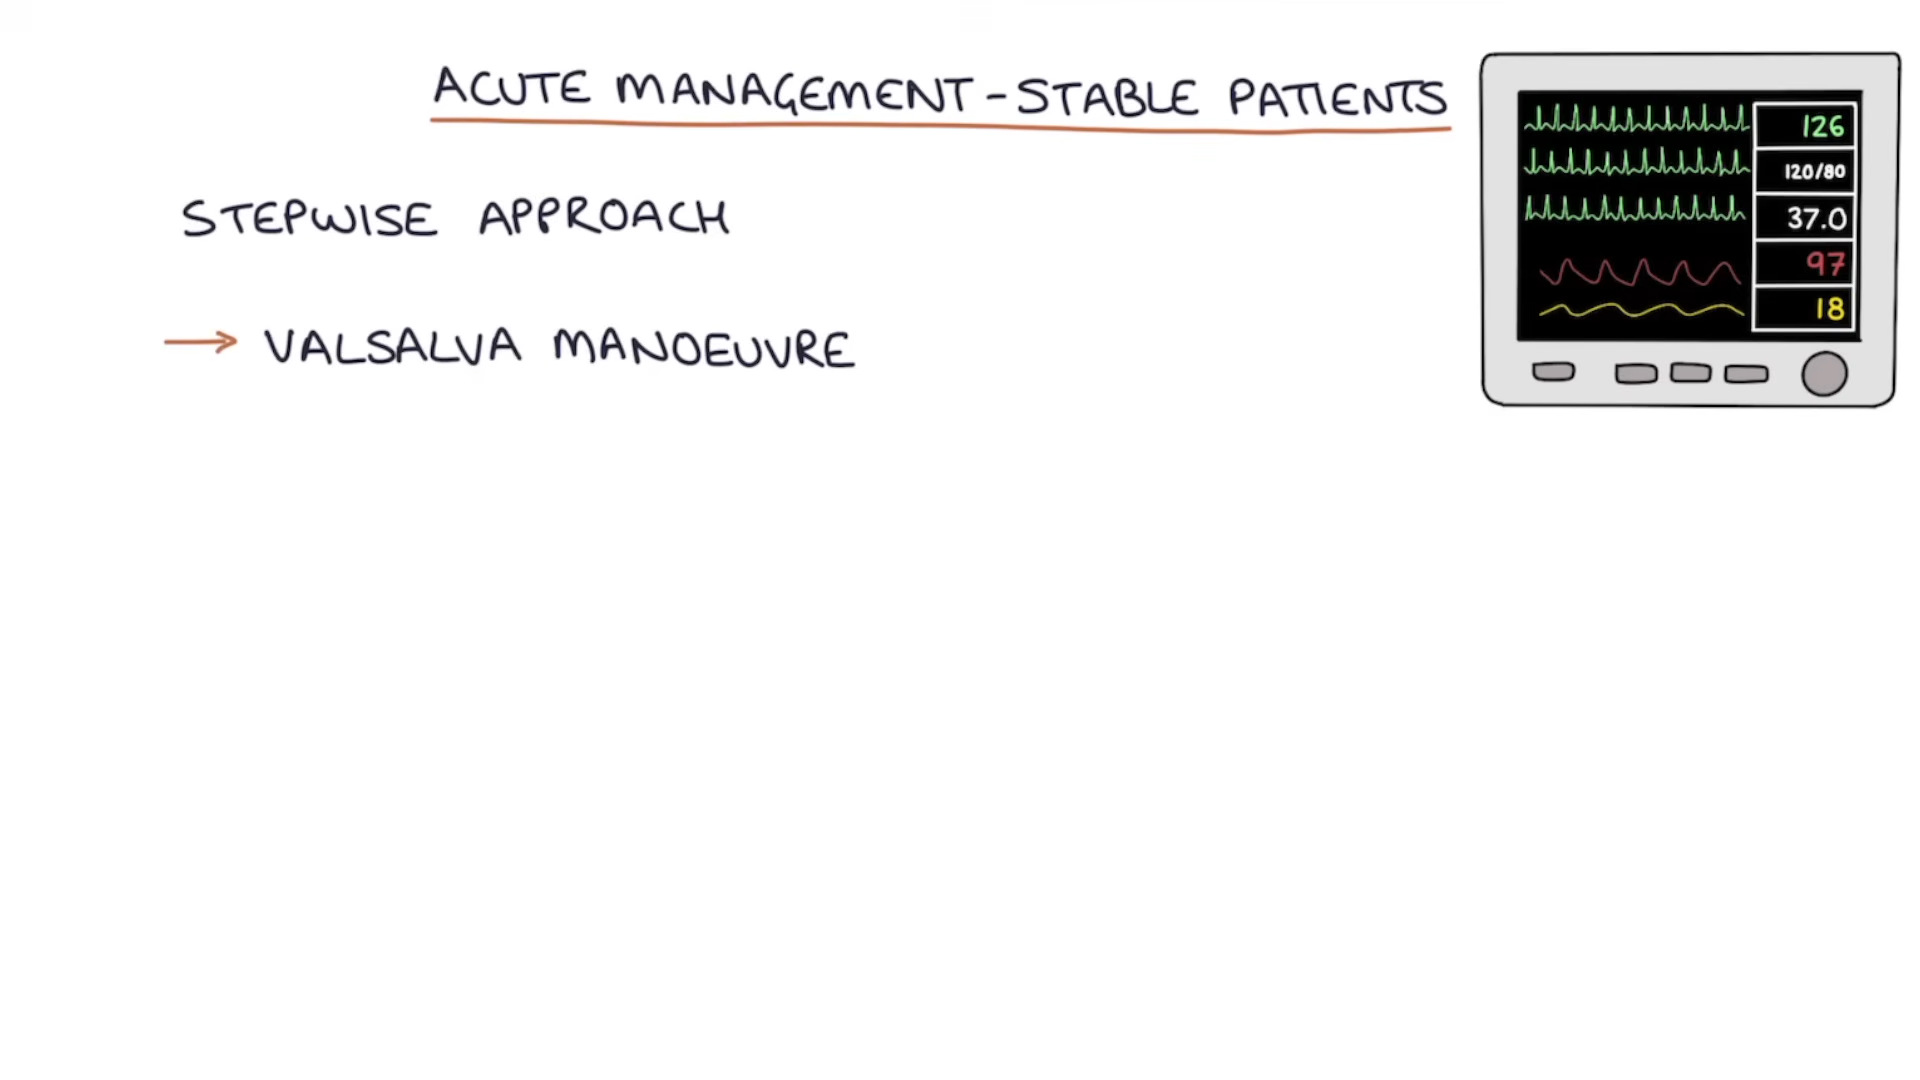 ACUTE MANAGEMENT - STABLE PATIENTS
126
120/80
37.0
97
18
STEPWISE APPROACH
→ VALSALVA MANOEUVRE